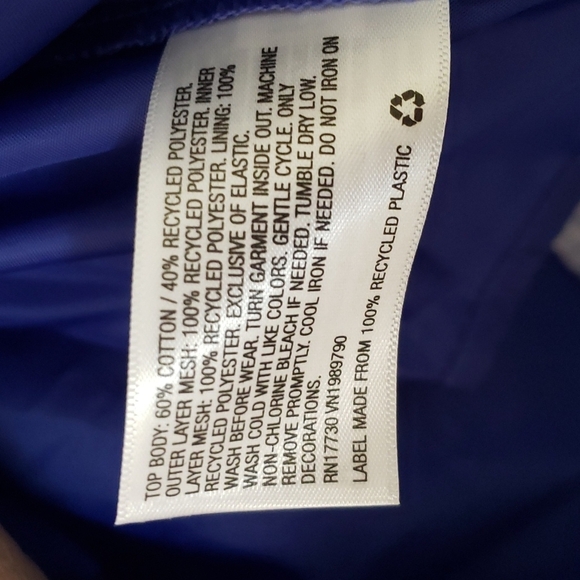 TOP BODY: 60% COTTON / 40% RECYCLED POLYESTER.
OUTER LAYER MESH: 100% RECYCLED POLYESTER. INNER
LAYER MESH: 100% RECYCLED POLYESTER. LINING: 100%
RECYCLED POLYESTER. EXCLUSIVE OF ELASTIC.
WASH BEFORE WEAR. TURN GARMENT INSIDE OUT. MACHINE
WASH COLD WITH LIKE COLORS. GENTLE CYCLE. ONLY
NON-CHLORINE BLEACH IF NEEDED. TUMBLE DRY LOW.
REMOVE PROMPTLY. COOL IRON IF NEEDED. DO NOT IRON ON
DECORATIONS.
RN17730 VN1989790
LABEL MADE FROM 100% RECYCLED PLASTIC